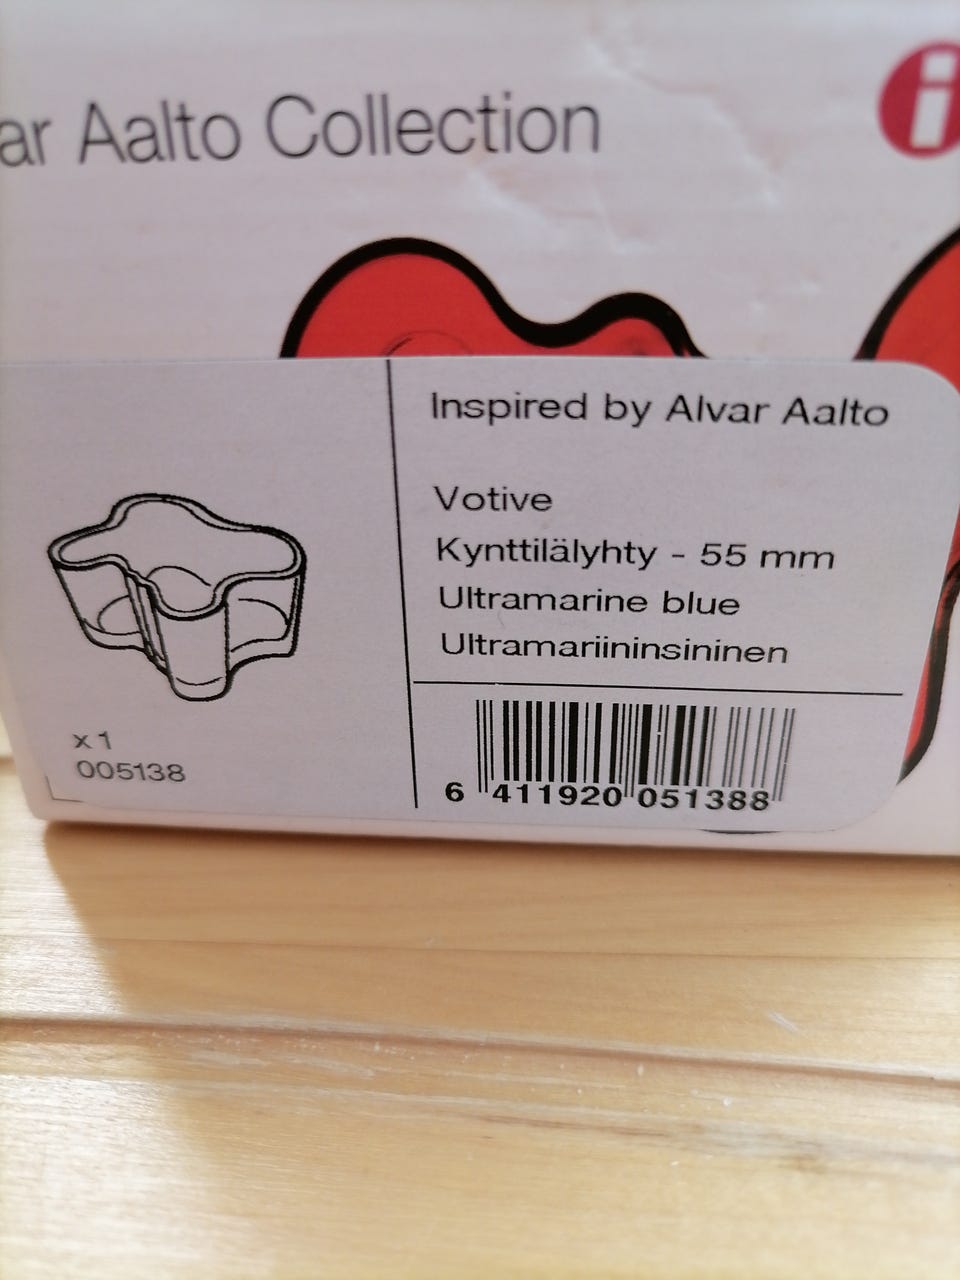 ar Aalto Collection
i
Inspired by Alvar Aalto
Votive
Kynttilälyhty - 55 mm
Ultramarine blue
Ultramariininsininen
x 1
005138
6 411920 051388